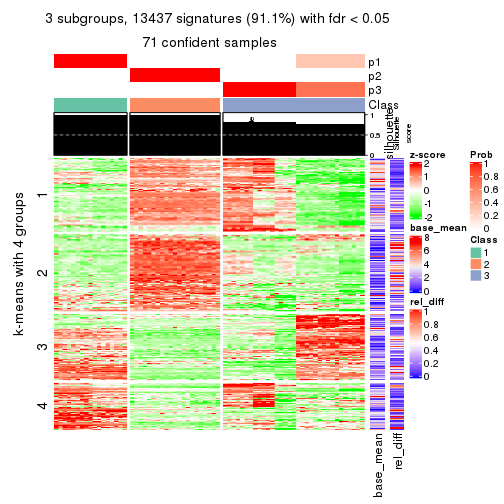 3 subgroups, 13437 signatures (91.1%) with fdr < 0.05
71 confident samples
p1
p2
p3
Class
1
0.5
0
silhouette
Silhouette
score
k-means with 4 groups
1
2
3
4
base_mean
rel_diff
z-score
2
1
0
-1
-2
base_mean
8
6
4
2
0
rel_diff
1
0.8
0.6
0.4
0.2
0
Prob
1
0.8
0.6
0.4
0.2
0
Class
1
2
3